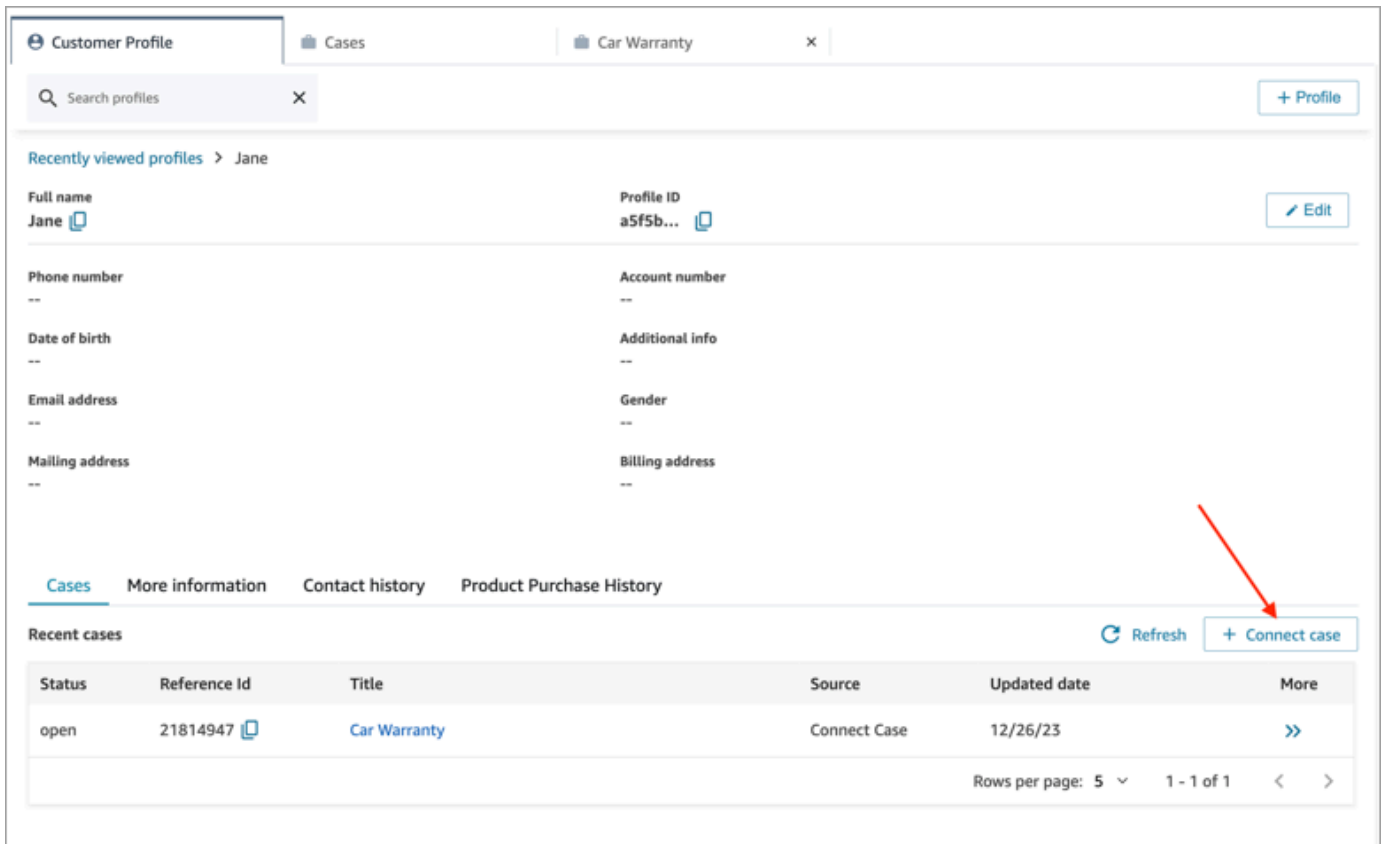 Customer Profile Cases Car Warranty
Search profiles + Profile
Recently viewed profiles > Jane
Full name Profile ID
Jane a5f5b... Edit
Phone number Account number
-- --
Date of birth Additional info
-- --
Email address Gender
-- --
Mailing address Billing address
-- --
Cases More information Contact history Product Purchase History
Recent cases Refresh + Connect case
Status Reference Id Title Source Updated date More
open 21814947 Car Warranty Connect Case 12/26/23
Rows per page: 5 1 - 1 of 1